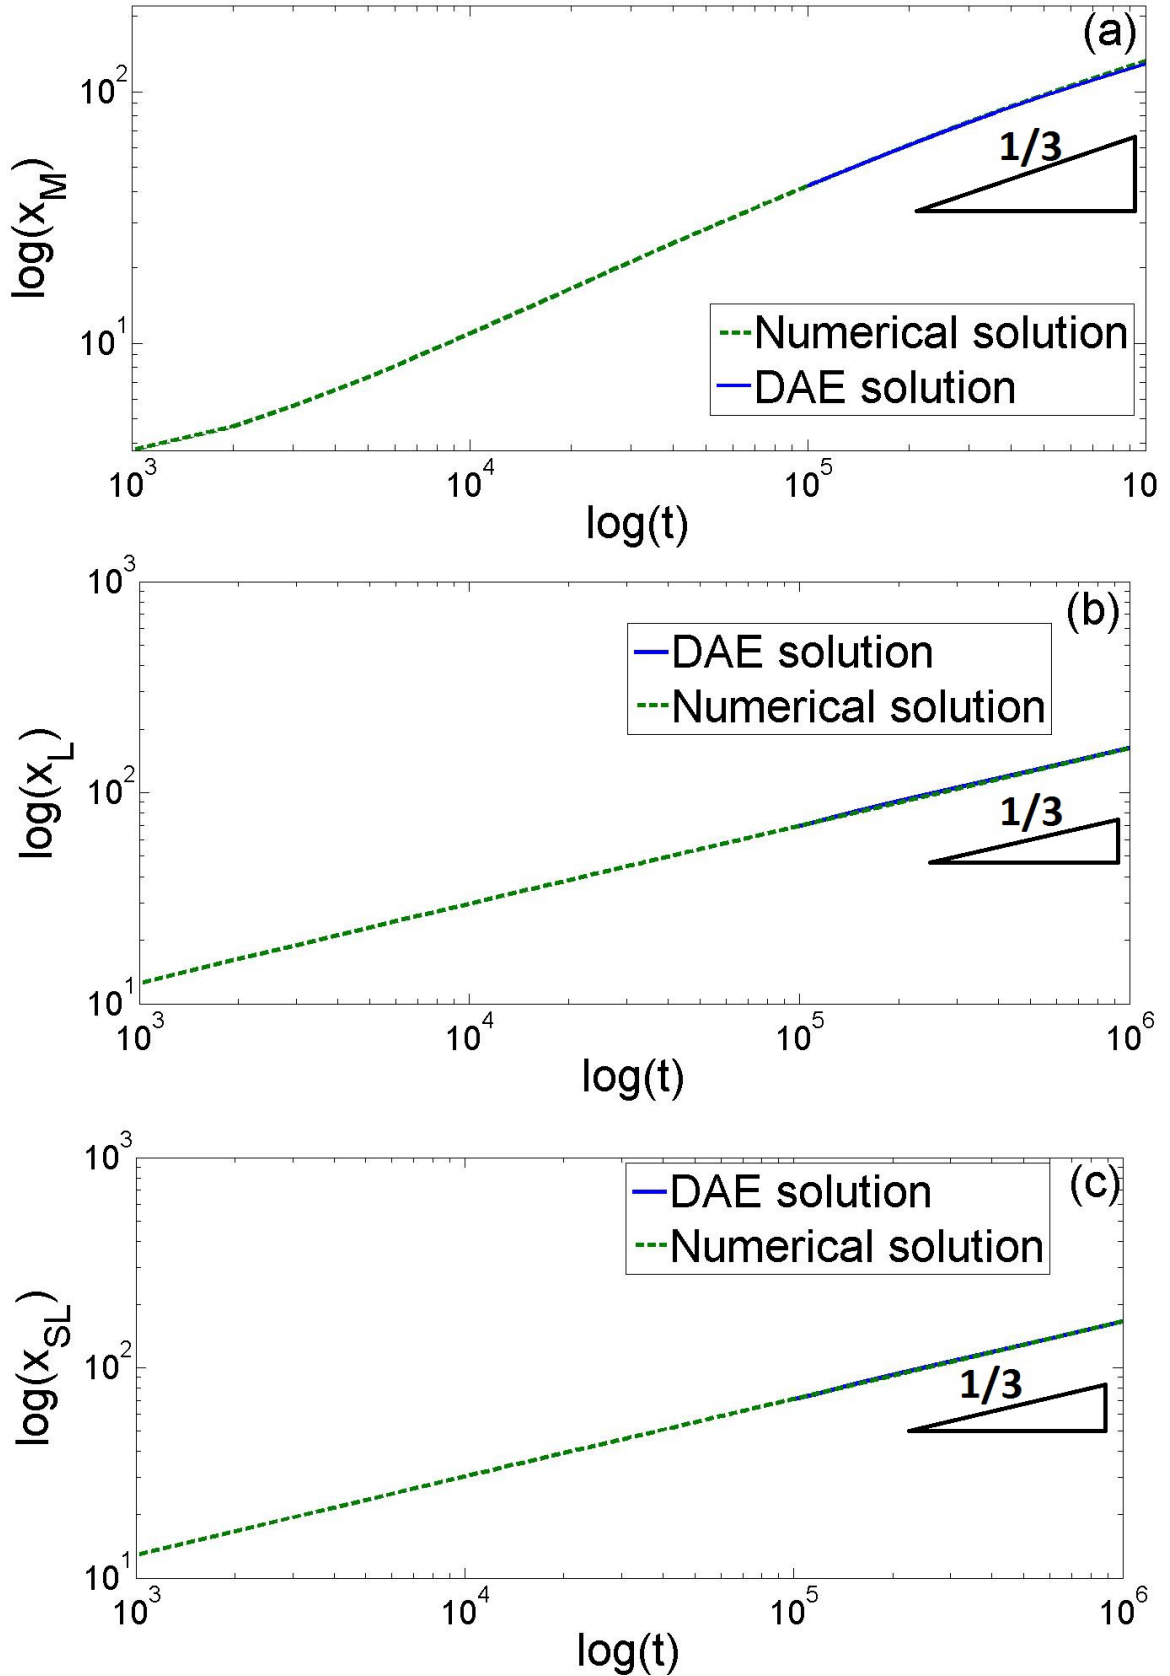 (a)
10^2
log(x_M)
1/3
Numerical solution
DAE solution
10^1
10^3 10^4 10^5 10
log(t)
10^3
(b)
DAE solution
Numerical solution
log(x_L)
10^2
1/3
10^1
10^3 10^4 10^5 10^6
log(t)
10^3
(c)
DAE solution
Numerical solution
log(x_SL)
10^2
1/3
10^1
10^3 10^4 10^5 10^6
log(t)